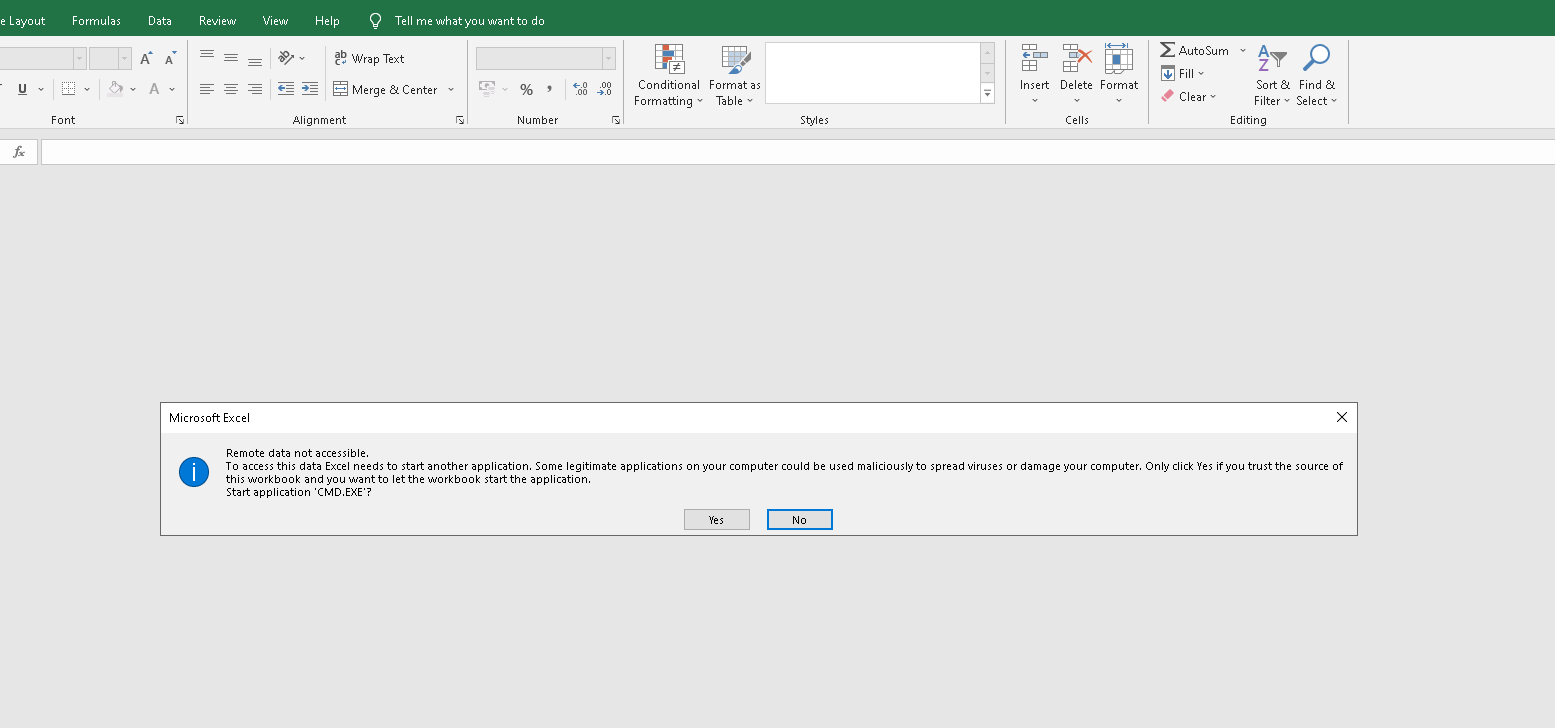 e Layout Formulas Data Review View Help Tell me what you want to do
A A ab Wrap Text AutoSum
Conditional Format as Insert Delete Format Fill Sort & Find &
U A Merge & Center % , Formatting Table Clear Filter Select
Font Alignment Number Styles Cells Editing
fx
Microsoft Excel
Remote data not accessible.
To access this data Excel needs to start another application. Some legitimate applications on your computer could be used maliciously to spread viruses or damage your computer. Only click Yes if you trust the source of
this workbook and you want to let the workbook start the application.
Start application 'CMD.EXE'?
Yes No